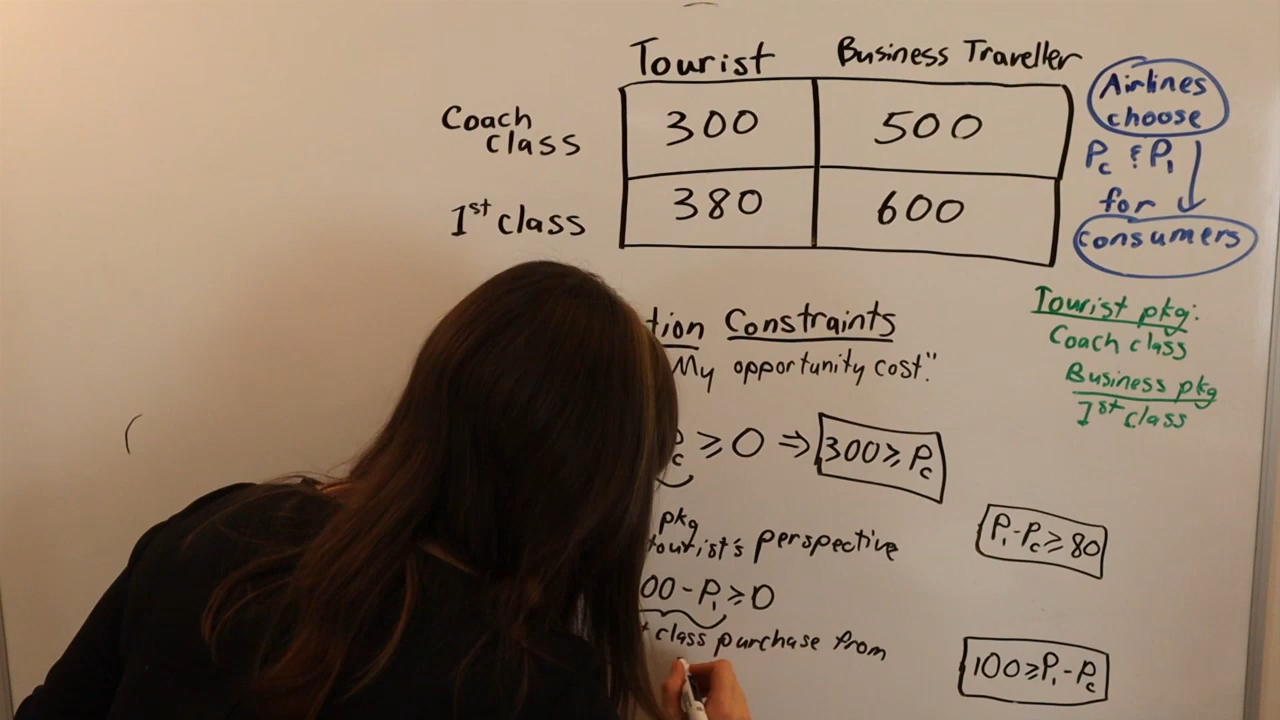 Tourist Business Traveller
Coach class 300 500
1st class 380 600
Airlines
choose
Pc & P1
for
consumers
Tourist pkg:
Coach class
Business pkg
1st class
Constraints
My opportunity cost."
≥ 0 ⇒ 300 ≥ Pc
pkg
tourist's perspective
00 - P1 ≥ 0
class purchase from
P1 - Pc ≥ 80
100 ≥ P1 - Pc